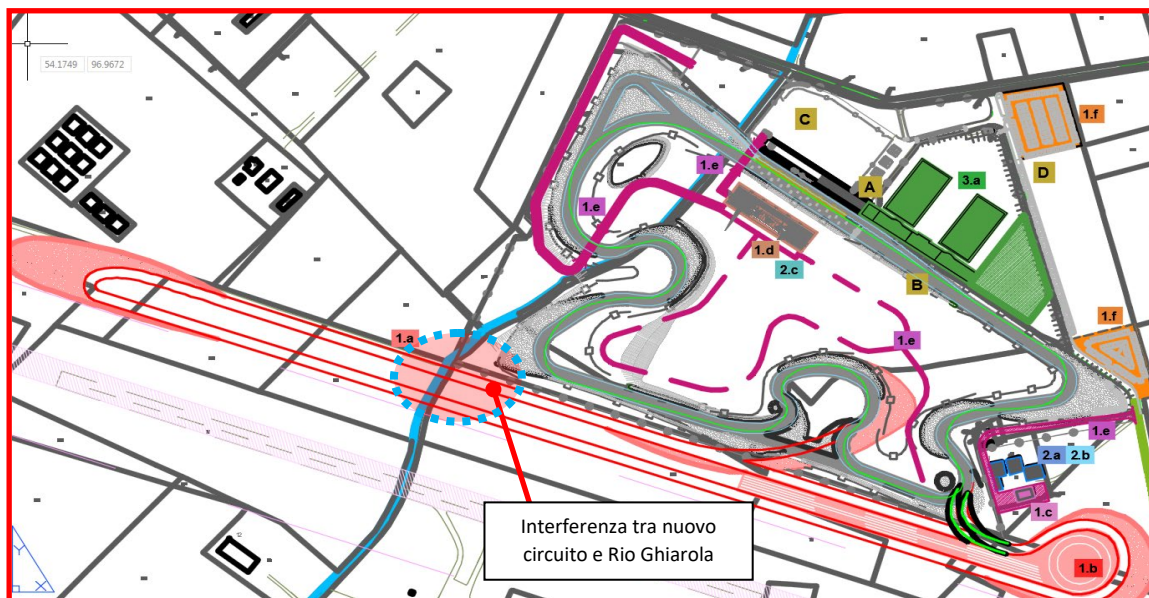 54.1749 96.9672
C
1.f
1.e
A
3.a
D
1.e
1.d
2.c
B
1.a
1.f
1.e
1.e
2.a 2.b
1.c
Interferenza tra nuovo
circuito e Rio Ghiarola
1.b
Y
X